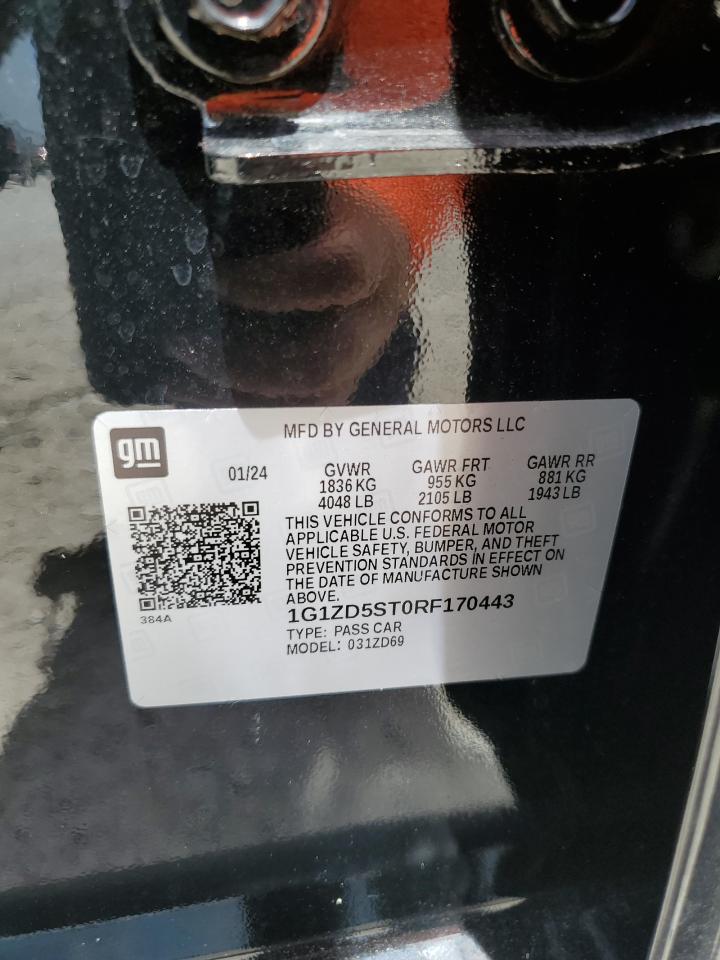 gm
MFD BY GENERAL MOTORS LLC
01/24
GVWR
1836 KG
4048 LB
GAWR FRT
955 KG
2105 LB
GAWR RR
881 KG
1943 LB
THIS VEHICLE CONFORMS TO ALL
APPLICABLE U.S. FEDERAL MOTOR
VEHICLE SAFETY, BUMPER, AND THEFT
PREVENTION STANDARDS IN EFFECT ON
THE DATE OF MANUFACTURE SHOWN
ABOVE.
1G1ZD5ST0RF170443
TYPE: PASS CAR
MODEL: 031ZD69
384A